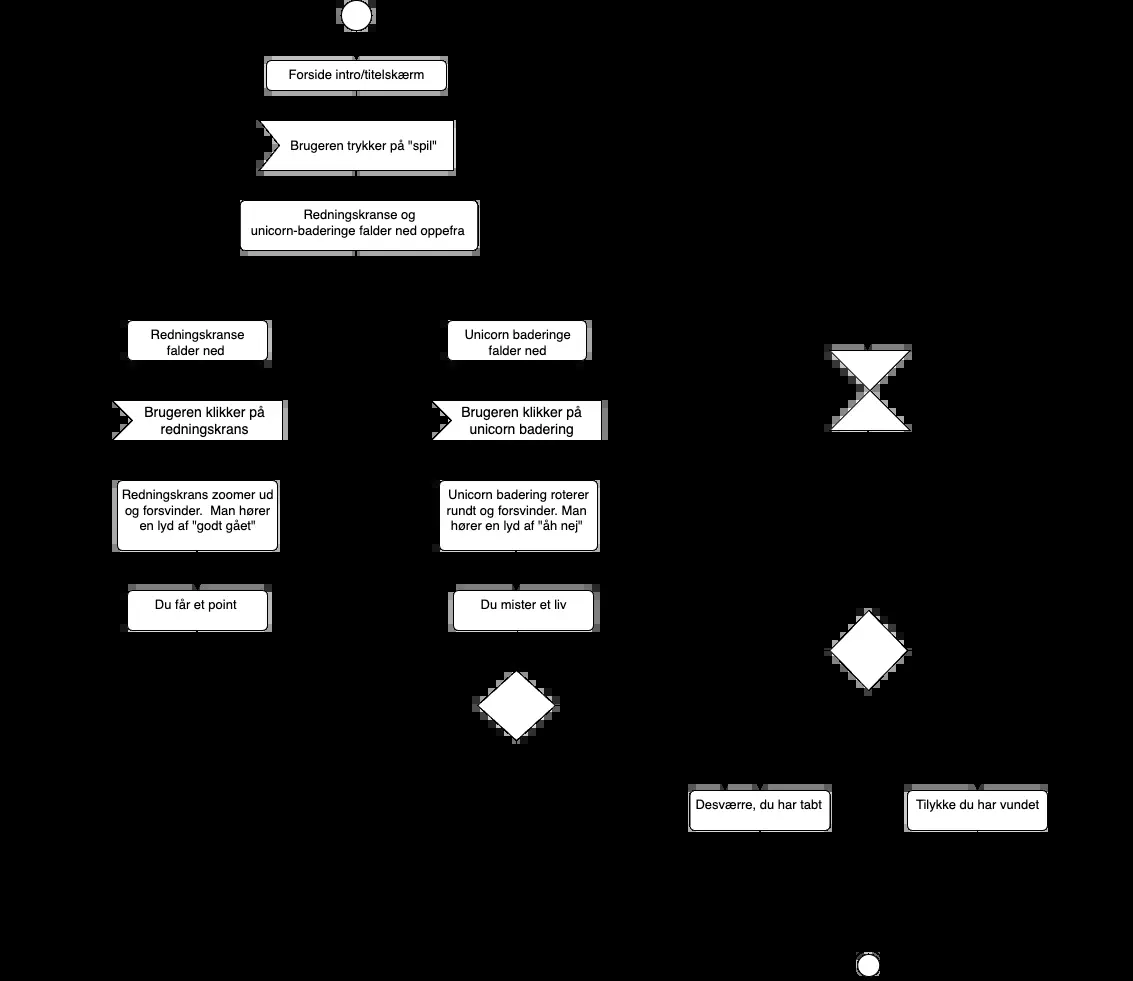 Forside intro/titelskærm
Brugeren trykker på "spil"
Redningskranse og
unicorn-baderinge falder ned oppefra
Redningskranse
falder ned
Unicorn baderinge
falder ned
Brugeren klikker på
redningskrans
Brugeren klikker på
unicorn badering
Redningskrans zoomer ud
og forsvinder. Man hører
en lyd af "godt gået"
Unicorn badering roterer
rundt og forsvinder. Man
hører en lyd af "åh nej"
Du får et point
Du mister et liv
Desværre, du har tabt
Tilykke du har vundet